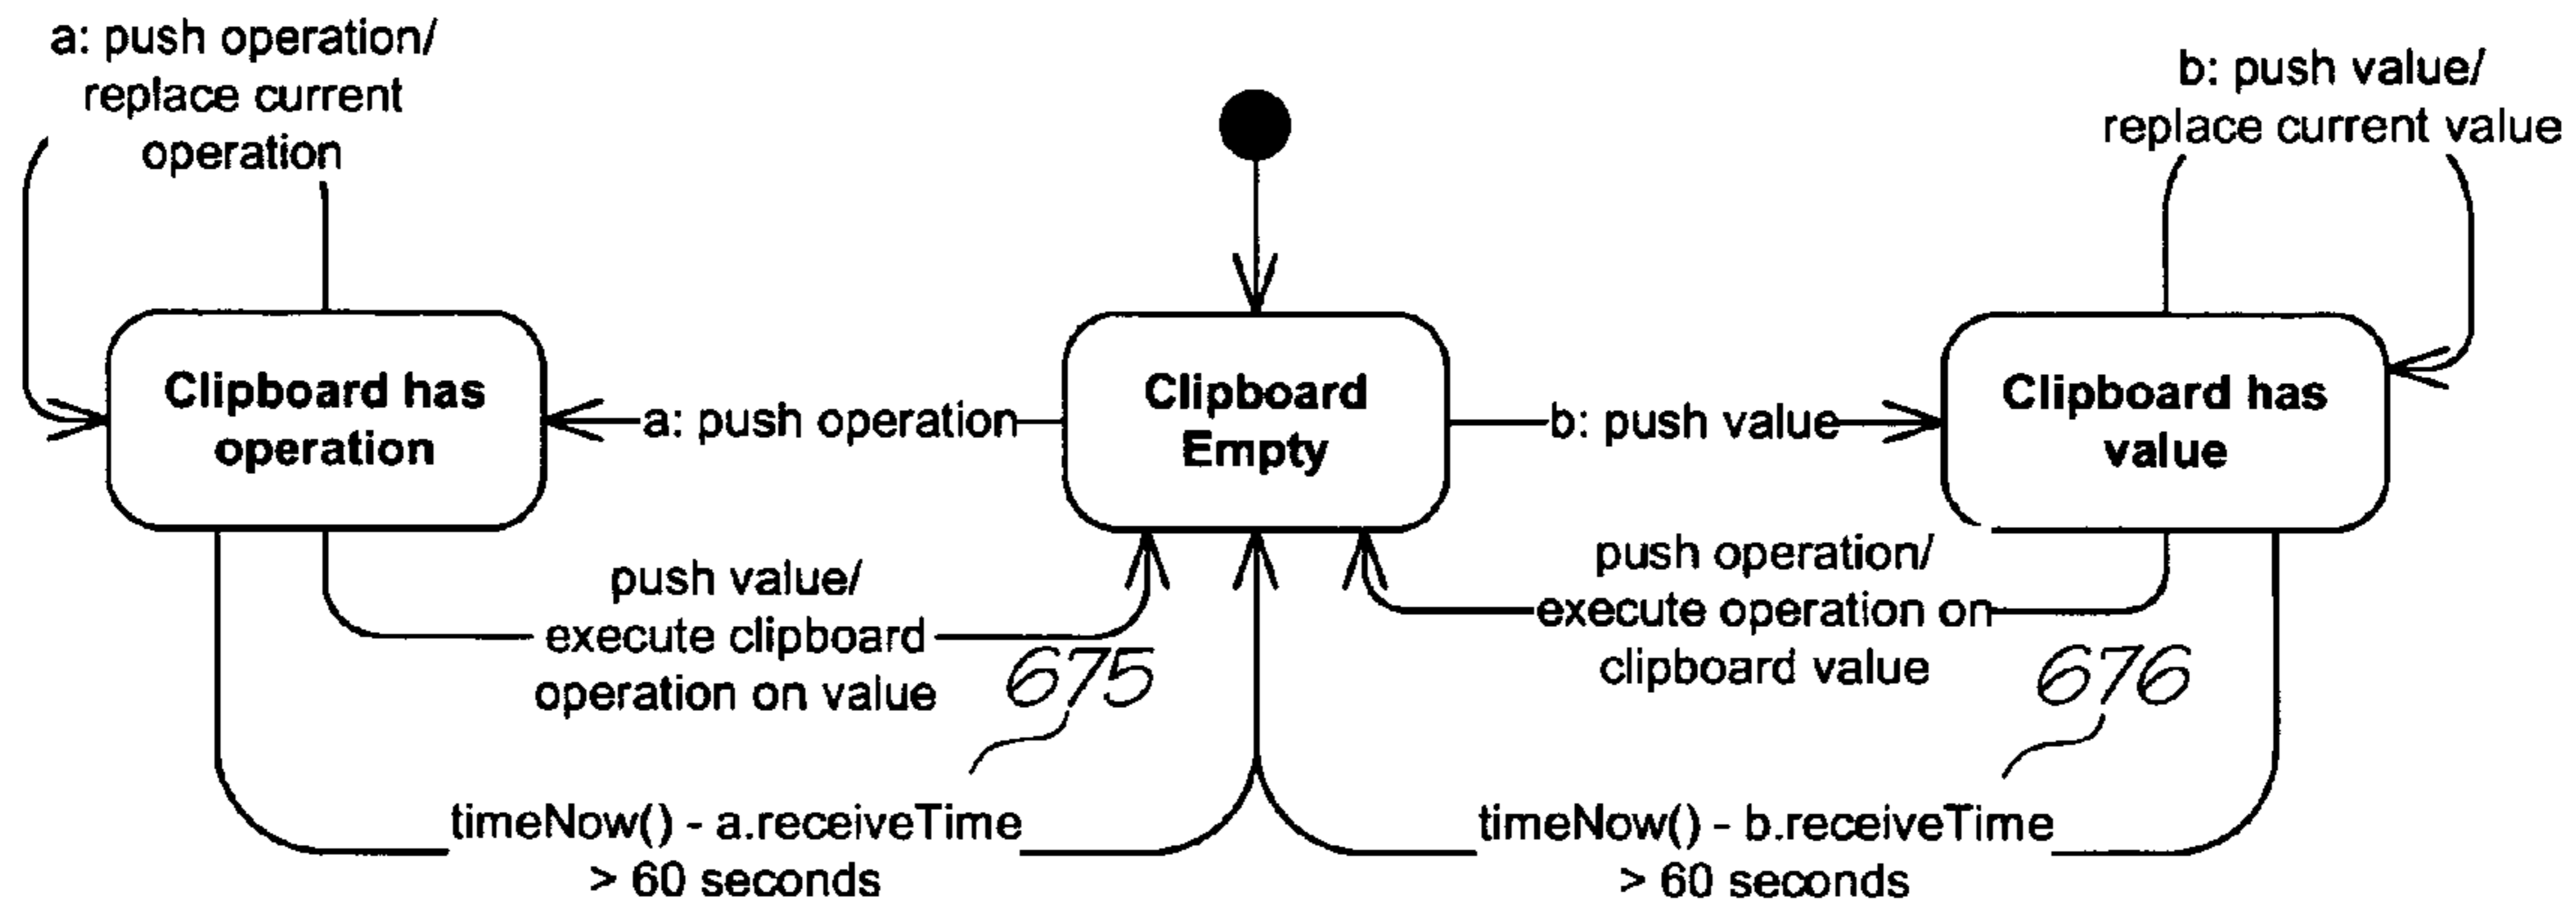 a: push operation/
replace current
operation
b: push value/
replace current value
Clipboard has
operation
a: push operation
Clipboard
Empty
b: push value
Clipboard has
value
push value/
execute clipboard
operation on value
675
push operation/
execute operation on
clipboard value
676
timeNow() - a.receiveTime
> 60 seconds
timeNow() - b.receiveTime
> 60 seconds